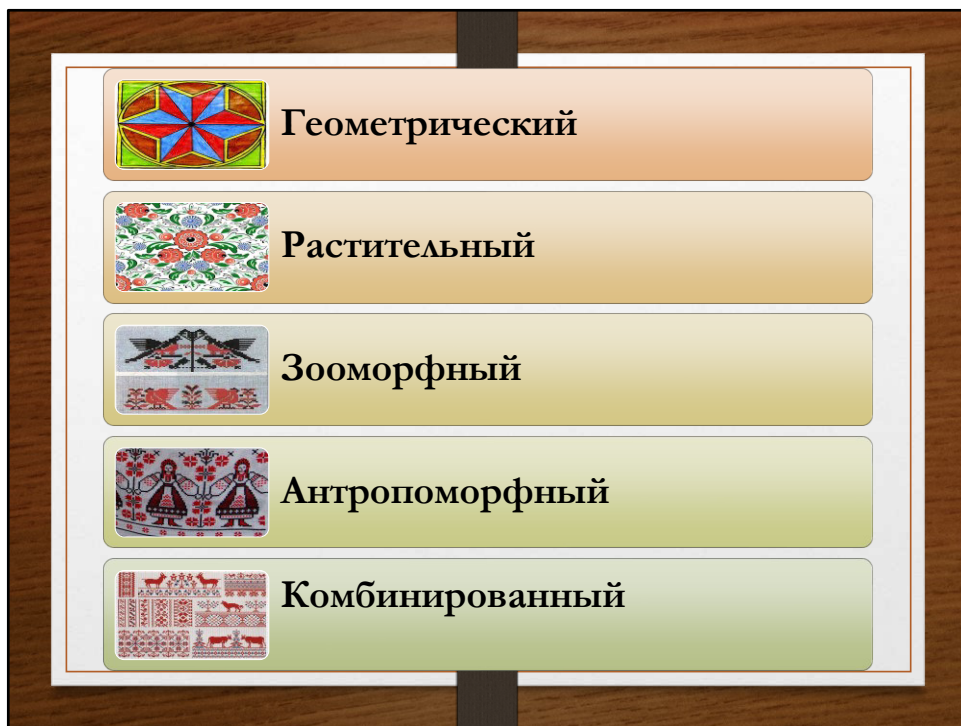 Геометрический
Растительный
Зооморфный
Антропоморфный
Комбинированный